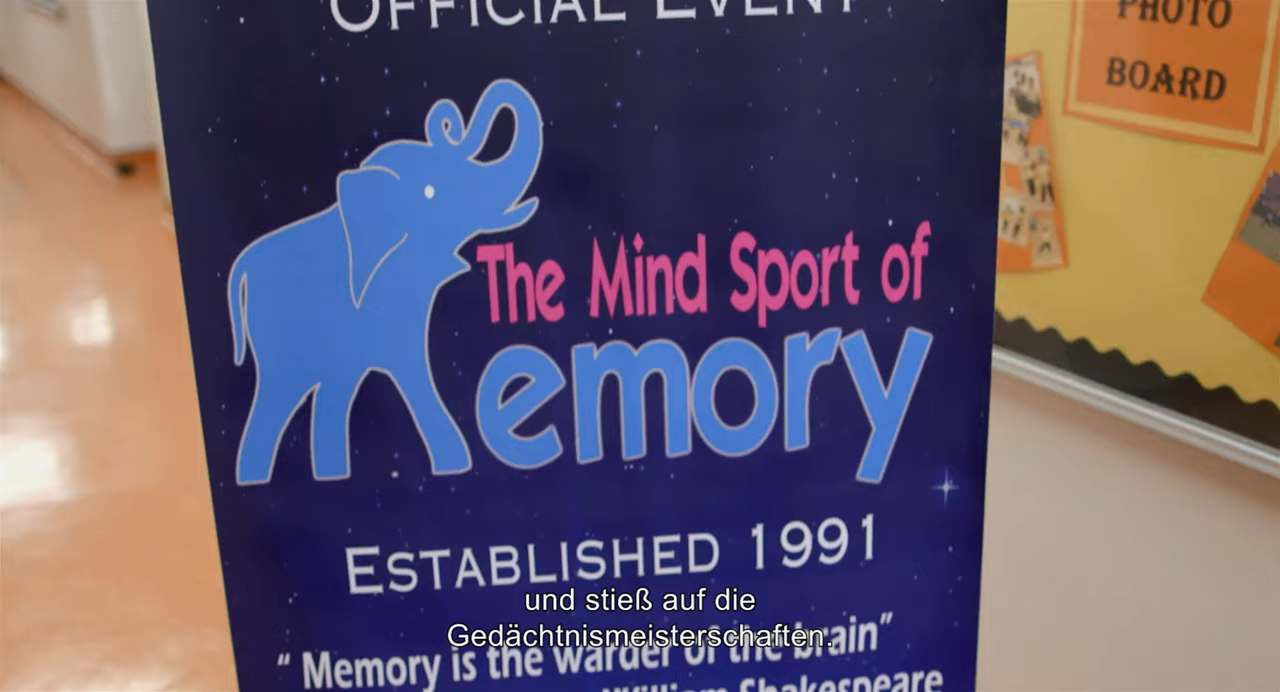 OFFICIAL EVENT
PHOTO
BOARD
The Mind Sport of
emory
ESTABLISHED 1991
und stieß auf die
Gedächtnismeisterschaften.
“ Memory is the warder of the brain”
William Shakespeare